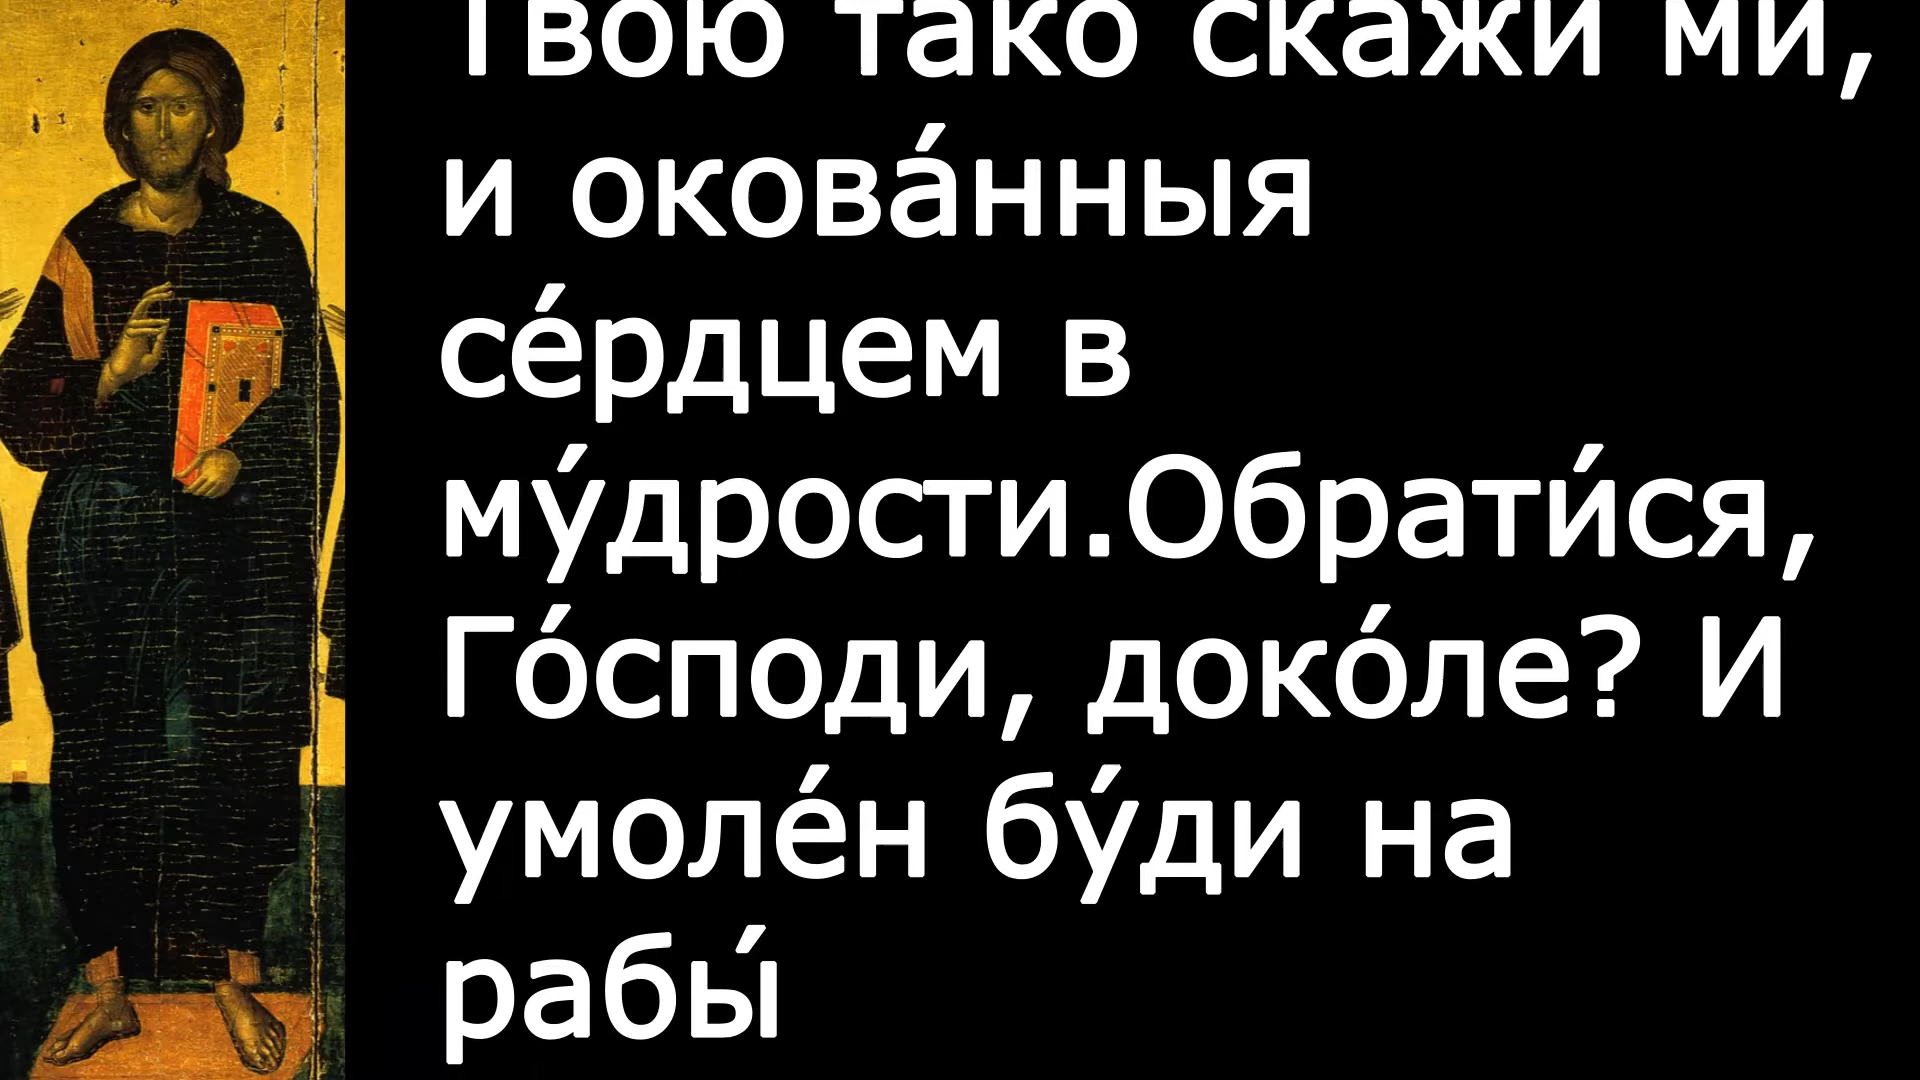 Твою тако скажи ми,
и окова́нныя
се́рдцем в
му́дрости.Обрати́ся,
Го́споди, доко́ле? И
умоле́н бу́ди на
рабы́